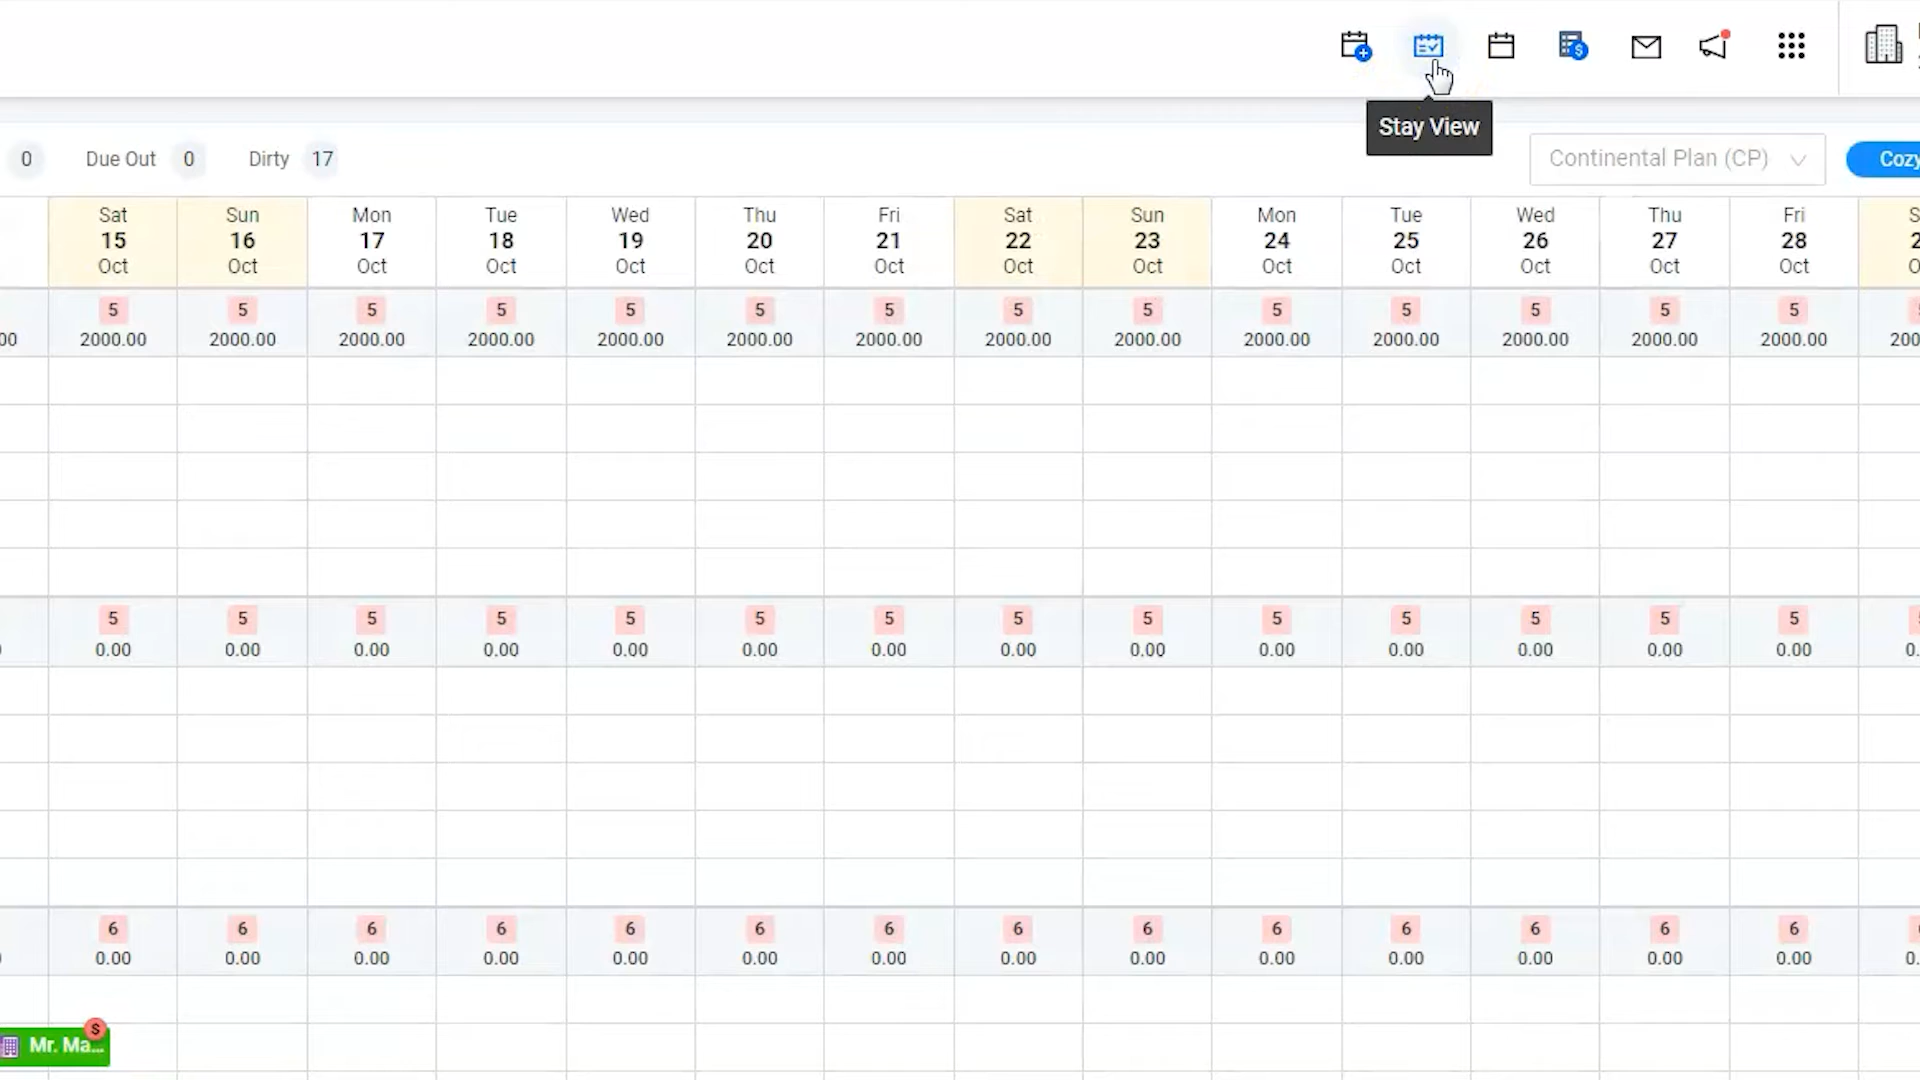 Stay View
0 Due Out 0 Dirty 17 Continental Plan (CP) Cozy
Sat Sun Mon Tue Wed Thu Fri Sat Sun Mon Tue Wed Thu Fri S
15 16 17 18 19 20 21 22 23 24 25 26 27 28 2
Oct Oct Oct Oct Oct Oct Oct Oct Oct Oct Oct Oct Oct Oct O
5 5 5 5 5 5 5 5 5 5 5 5 5 5
00 2000.00 2000.00 2000.00 2000.00 2000.00 2000.00 2000.00 2000.00 2000.00 2000.00 2000.00 2000.00 2000.00 2000.00 200
5 5 5 5 5 5 5 5 5 5 5 5 5 5
0.00 0.00 0.00 0.00 0.00 0.00 0.00 0.00 0.00 0.00 0.00 0.00 0.00 0.00 0.
6 6 6 6 6 6 6 6 6 6 6 6 6 6
0.00 0.00 0.00 0.00 0.00 0.00 0.00 0.00 0.00 0.00 0.00 0.00 0.00 0.00 0.
$
Mr. Ma...